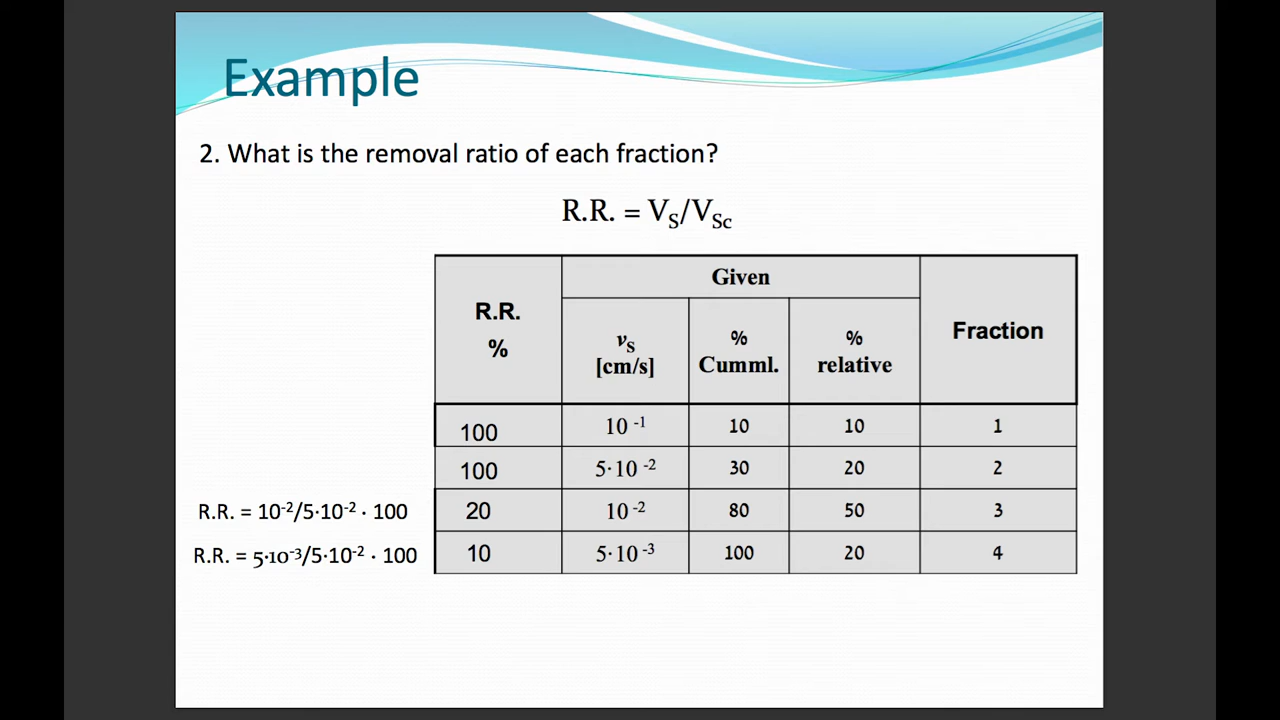 Example
2. What is the removal ratio of each fraction?
R.R. = V_S/V_Sc
R.R. % | Given | Fraction
v_S [cm/s] | % Cumml. | % relative
100 | 10 ⁻¹ | 10 | 10 | 1
100 | 5·10 ⁻² | 30 | 20 | 2
R.R. = 10⁻²/5·10⁻² · 100 | 20 | 10 ⁻² | 80 | 50 | 3
R.R. = 5·10⁻³/5·10⁻² · 100 | 10 | 5·10 ⁻³ | 100 | 20 | 4